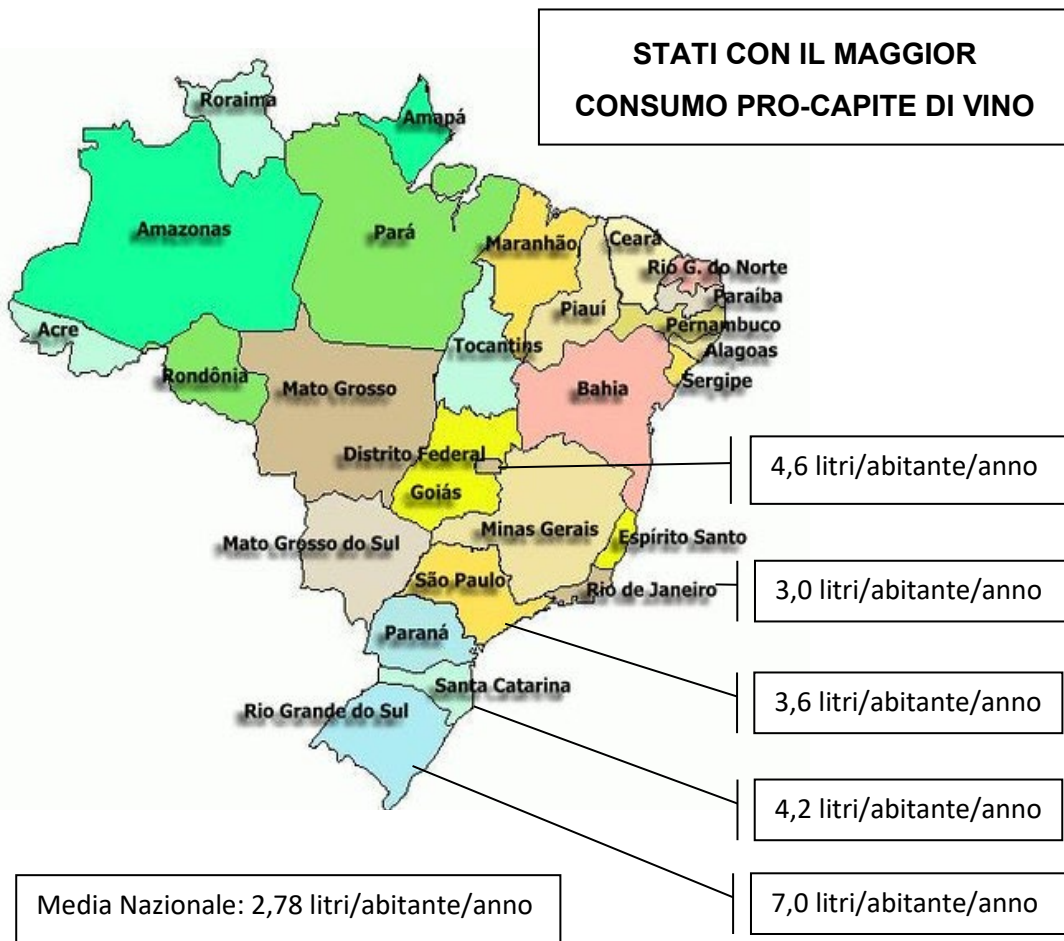 STATI CON IL MAGGIOR
CONSUMO PRO-CAPITE DI VINO
Roraima
Amapá
Amazonas
Pará
Maranhão
Ceará
Rio G. do Norte
Paraíba
Piauí
Pernambuco
Acre
Tocantins
Alagoas
Rondônia
Mato Grosso
Bahia
Sergipe
Distrito Federal
4,6 litri/abitante/anno
Goiás
Minas Gerais
Espírito Santo
Mato Grosso do Sul
São Paulo
Rio de Janeiro
3,0 litri/abitante/anno
Paraná
Santa Catarina
3,6 litri/abitante/anno
Rio Grande do Sul
4,2 litri/abitante/anno
7,0 litri/abitante/anno
Media Nazionale: 2,78 litri/abitante/anno